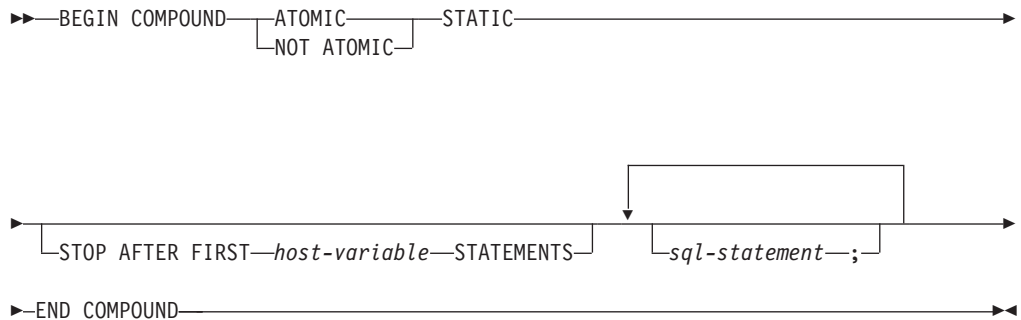 BEGIN COMPOUND ATOMIC STATIC
NOT ATOMIC
STOP AFTER FIRST host-variable STATEMENTS sql-statement ;
END COMPOUND